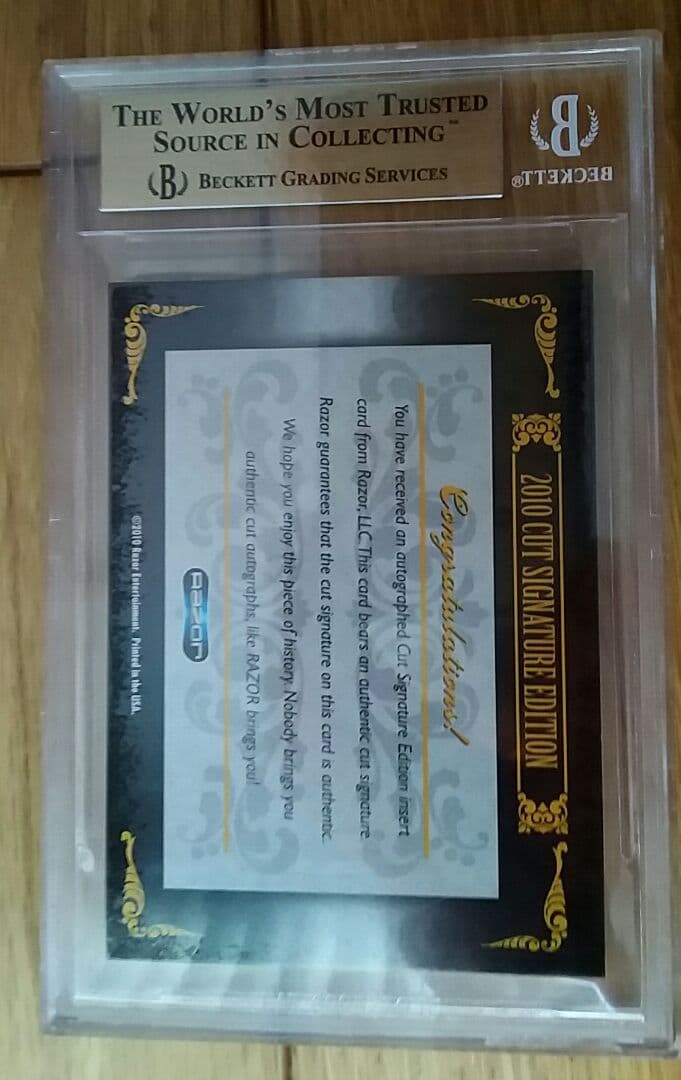 THE WORLD'S MOST TRUSTED
SOURCE IN COLLECTING™
(B) BECKETT GRADING SERVICES
B
BECKETT®
2010 CUT SIGNATURE EDITION
Congratulations!
You have received an autographed Cut Signature Edition insert
card from Razor, LLC. This card bears an authentic cut signature.
Razor guarantees that the cut signature on this card is authentic.
We hope you enjoy this piece of history. Nobody brings you
authentic cut autographs, like RAZOR brings you!
Razor
©2010 Razor Entertainment. Printed in the USA.